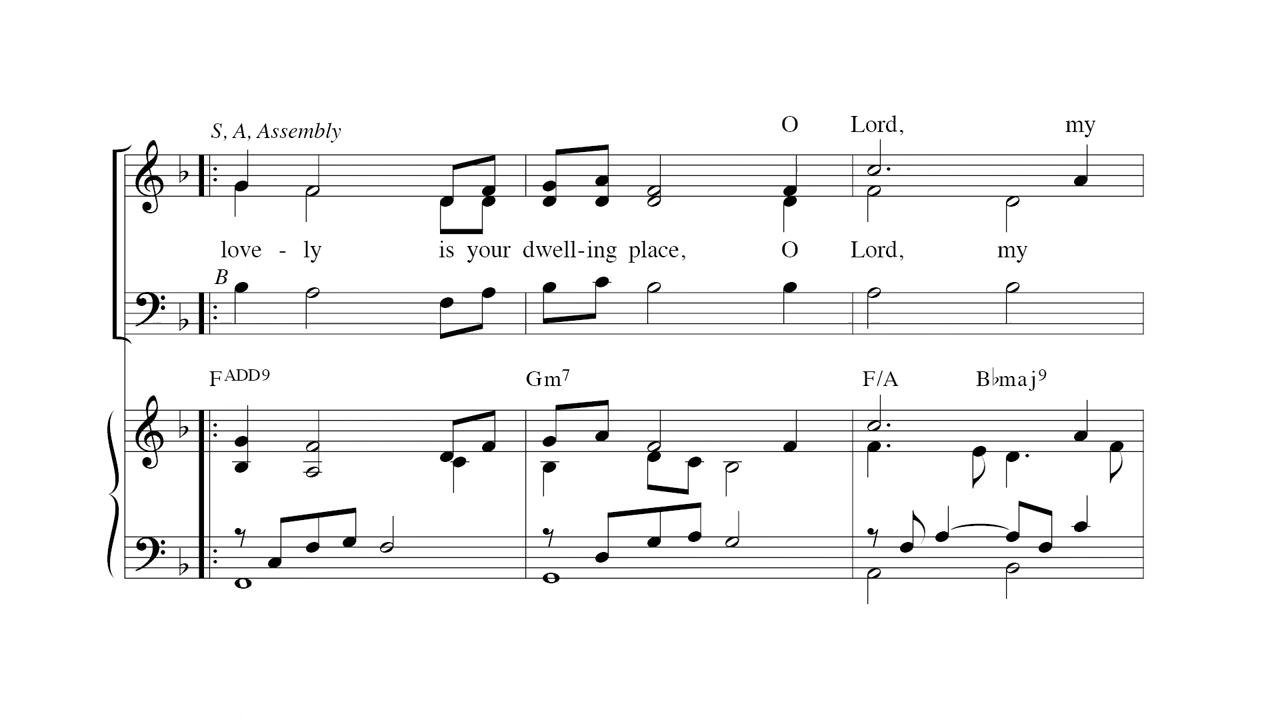 S, A, Assembly
O Lord, my
love - ly is your dwell-ing place, O Lord, my
B
FADD9 Gm7 F/A B♭maj9